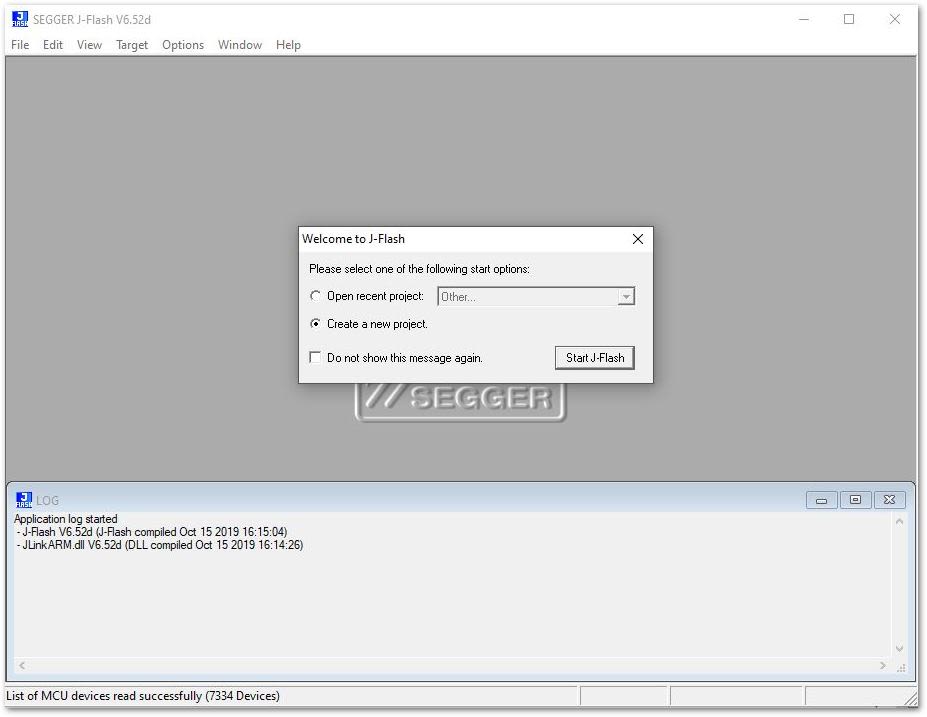 J
FLASH
SEGGER J-Flash V6.52d
File Edit View Target Options Window Help
Welcome to J-Flash
Please select one of the following start options:
Open recent project: Other...
Create a new project.
Do not show this message again. Start J-Flash
SEGGER
J
FLASH
LOG
Application log started
- J-Flash V6.52d (J-Flash compiled Oct 15 2019 16:15:04)
- JLinkARM.dll V6.52d (DLL compiled Oct 15 2019 16:14:26)
List of MCU devices read successfully (7334 Devices)